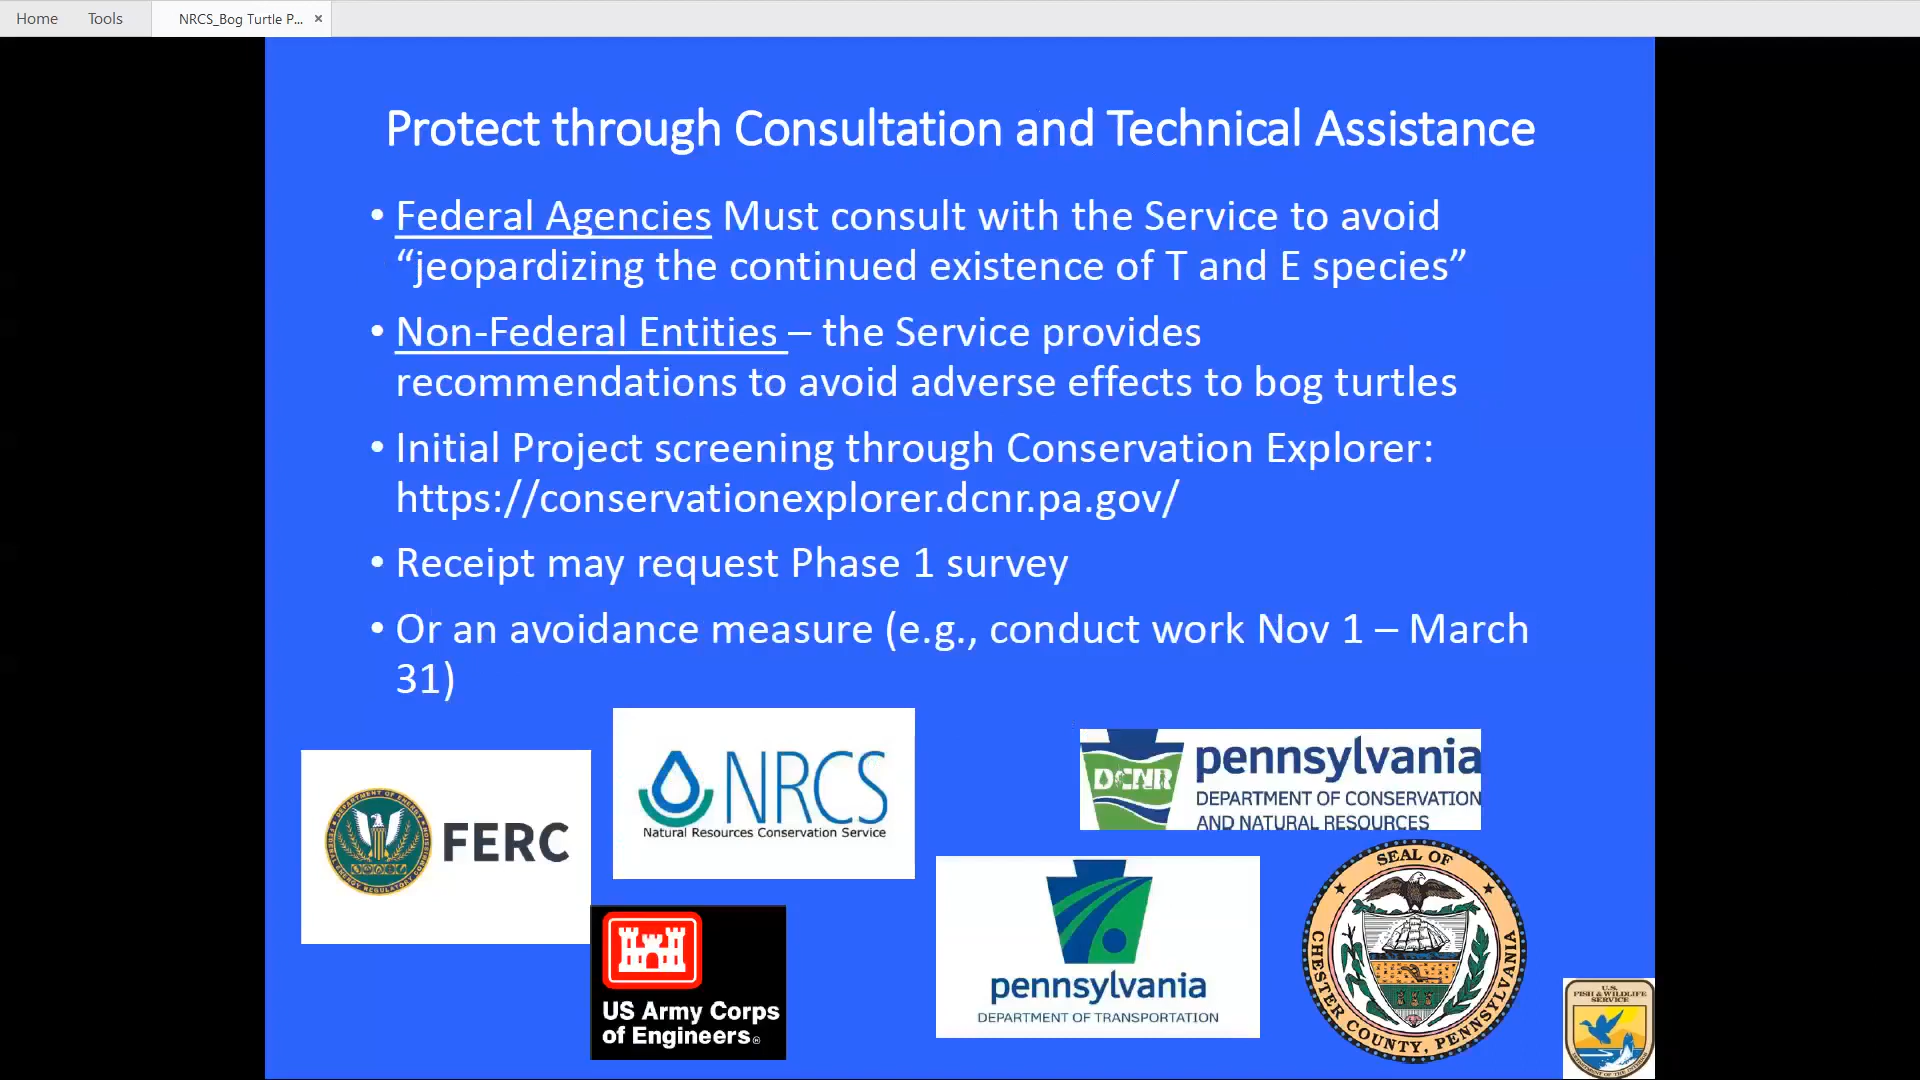 Home
Tools
NRCS_Bog Turtle P...
×
Protect through Consultation and Technical Assistance
• Federal Agencies Must consult with the Service to avoid
“jeopardizing the continued existence of T and E species”
• Non-Federal Entities – the Service provides
recommendations to avoid adverse effects to bog turtles
• Initial Project screening through Conservation Explorer:
https://conservationexplorer.dcnr.pa.gov/
• Receipt may request Phase 1 survey
• Or an avoidance measure (e.g., conduct work Nov 1 – March
31)
FERC
NRCS
Natural Resources Conservation Service
US Army Corps
of Engineers®
DCNR
pennsylvania
DEPARTMENT OF CONSERVATION
AND NATURAL RESOURCES
pennsylvania
DEPARTMENT OF TRANSPORTATION
SEAL OF
CHESTER COUNTY, PENNSYLVANIA
U.S.
FISH & WILDLIFE
SERVICE